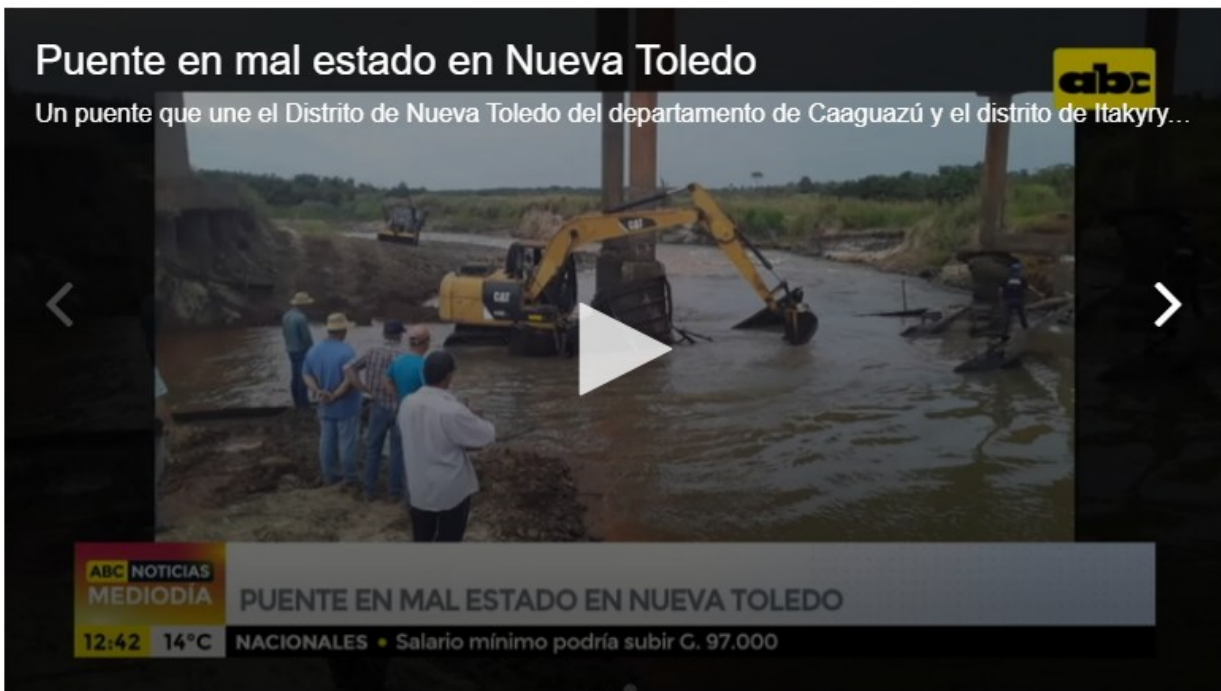 Puente en mal estado en Nueva Toledo
abc
Un puente que une el Distrito de Nueva Toledo del departamento de Caaguazú y el distrito de Itakyry...
CAT
CAT
ABC NOTICIAS
MEDIODÍA
PUENTE EN MAL ESTADO EN NUEVA TOLEDO
12:42 14°C NACIONALES • Salario mínimo podría subir G. 97.000